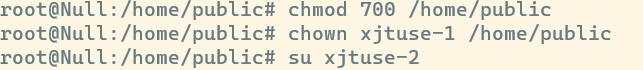 root@Null:/home/public# chmod 700 /home/public
root@Null:/home/public# chown xjtuse-1 /home/public
root@Null:/home/public# su xjtuse-2